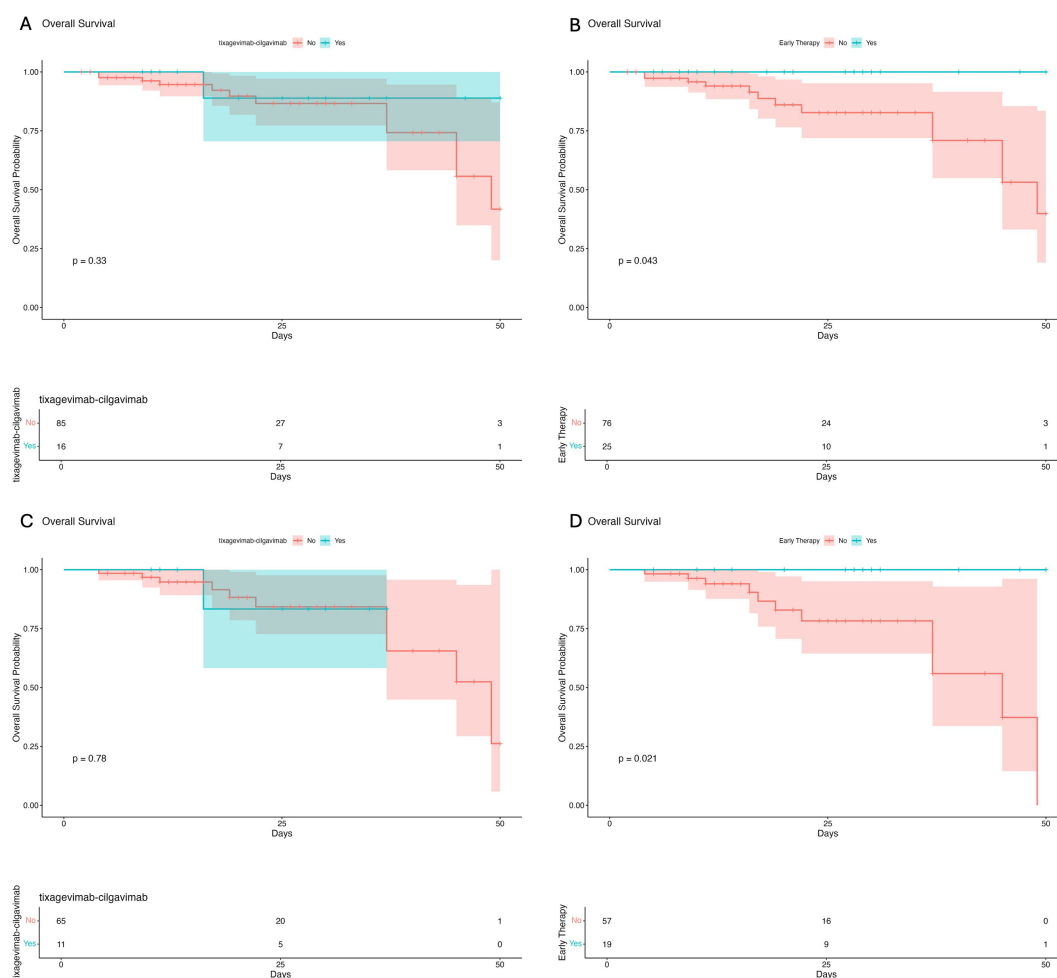 A Overall Survival
tixagevimab-cilgavimab No Yes
Overall Survival Probability
1.00
0.75
0.50
0.25
0.00
p = 0.33
0 25 50
Days
tixagevimab-cilgavimab
tixagevimab-cilgavimab
No 85 27 3
Yes 16 7 1
0 25 50
Days
B Overall Survival
Early Therapy No Yes
Overall Survival Probability
1.00
0.75
0.50
0.25
0.00
p = 0.043
0 25 50
Days
Early Therapy
No 76 24 3
Yes 25 10 1
0 25 50
Days
C Overall Survival
tixagevimab-cilgavimab No Yes
Overall Survival Probability
1.00
0.75
0.50
0.25
0.00
p = 0.78
0 25 50
Days
tixagevimab-cilgavimab
ixagevimab-cilgavimab
No 65 20 1
Yes 11 5 0
0 25 50
Days
D Overall Survival
Early Therapy No Yes
Overall Survival Probability
1.00
0.75
0.50
0.25
0.00
p = 0.021
0 25 50
Days
Early Therapy
No 57 16 0
Yes 19 9 1
0 25 50
Days